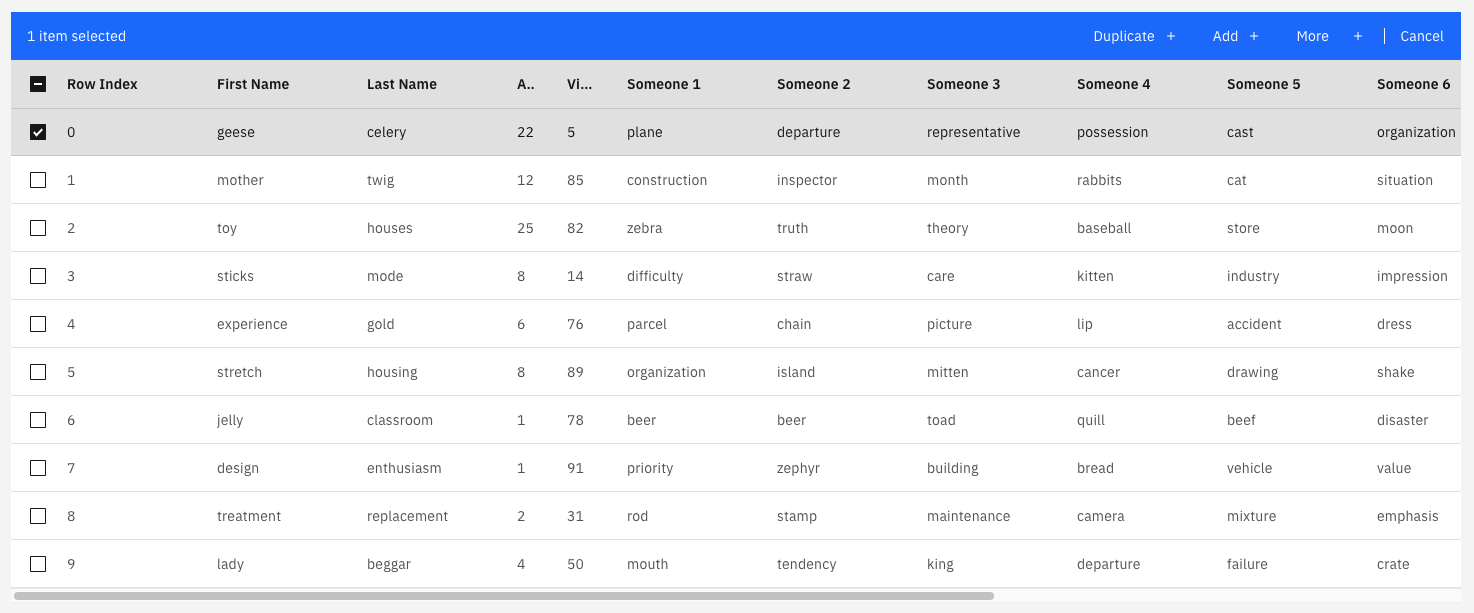 1 item selected Duplicate + Add + More + Cancel
Row Index First Name Last Name A.. Vi... Someone 1 Someone 2 Someone 3 Someone 4 Someone 5 Someone 6
0 geese celery 22 5 plane departure representative possession cast organization
1 mother twig 12 85 construction inspector month rabbits cat situation
2 toy houses 25 82 zebra truth theory baseball store moon
3 sticks mode 8 14 difficulty straw care kitten industry impression
4 experience gold 6 76 parcel chain picture lip accident dress
5 stretch housing 8 89 organization island mitten cancer drawing shake
6 jelly classroom 1 78 beer beer toad quill beef disaster
7 design enthusiasm 1 91 priority zephyr building bread vehicle value
8 treatment replacement 2 31 rod stamp maintenance camera mixture emphasis
9 lady beggar 4 50 mouth tendency king departure failure crate